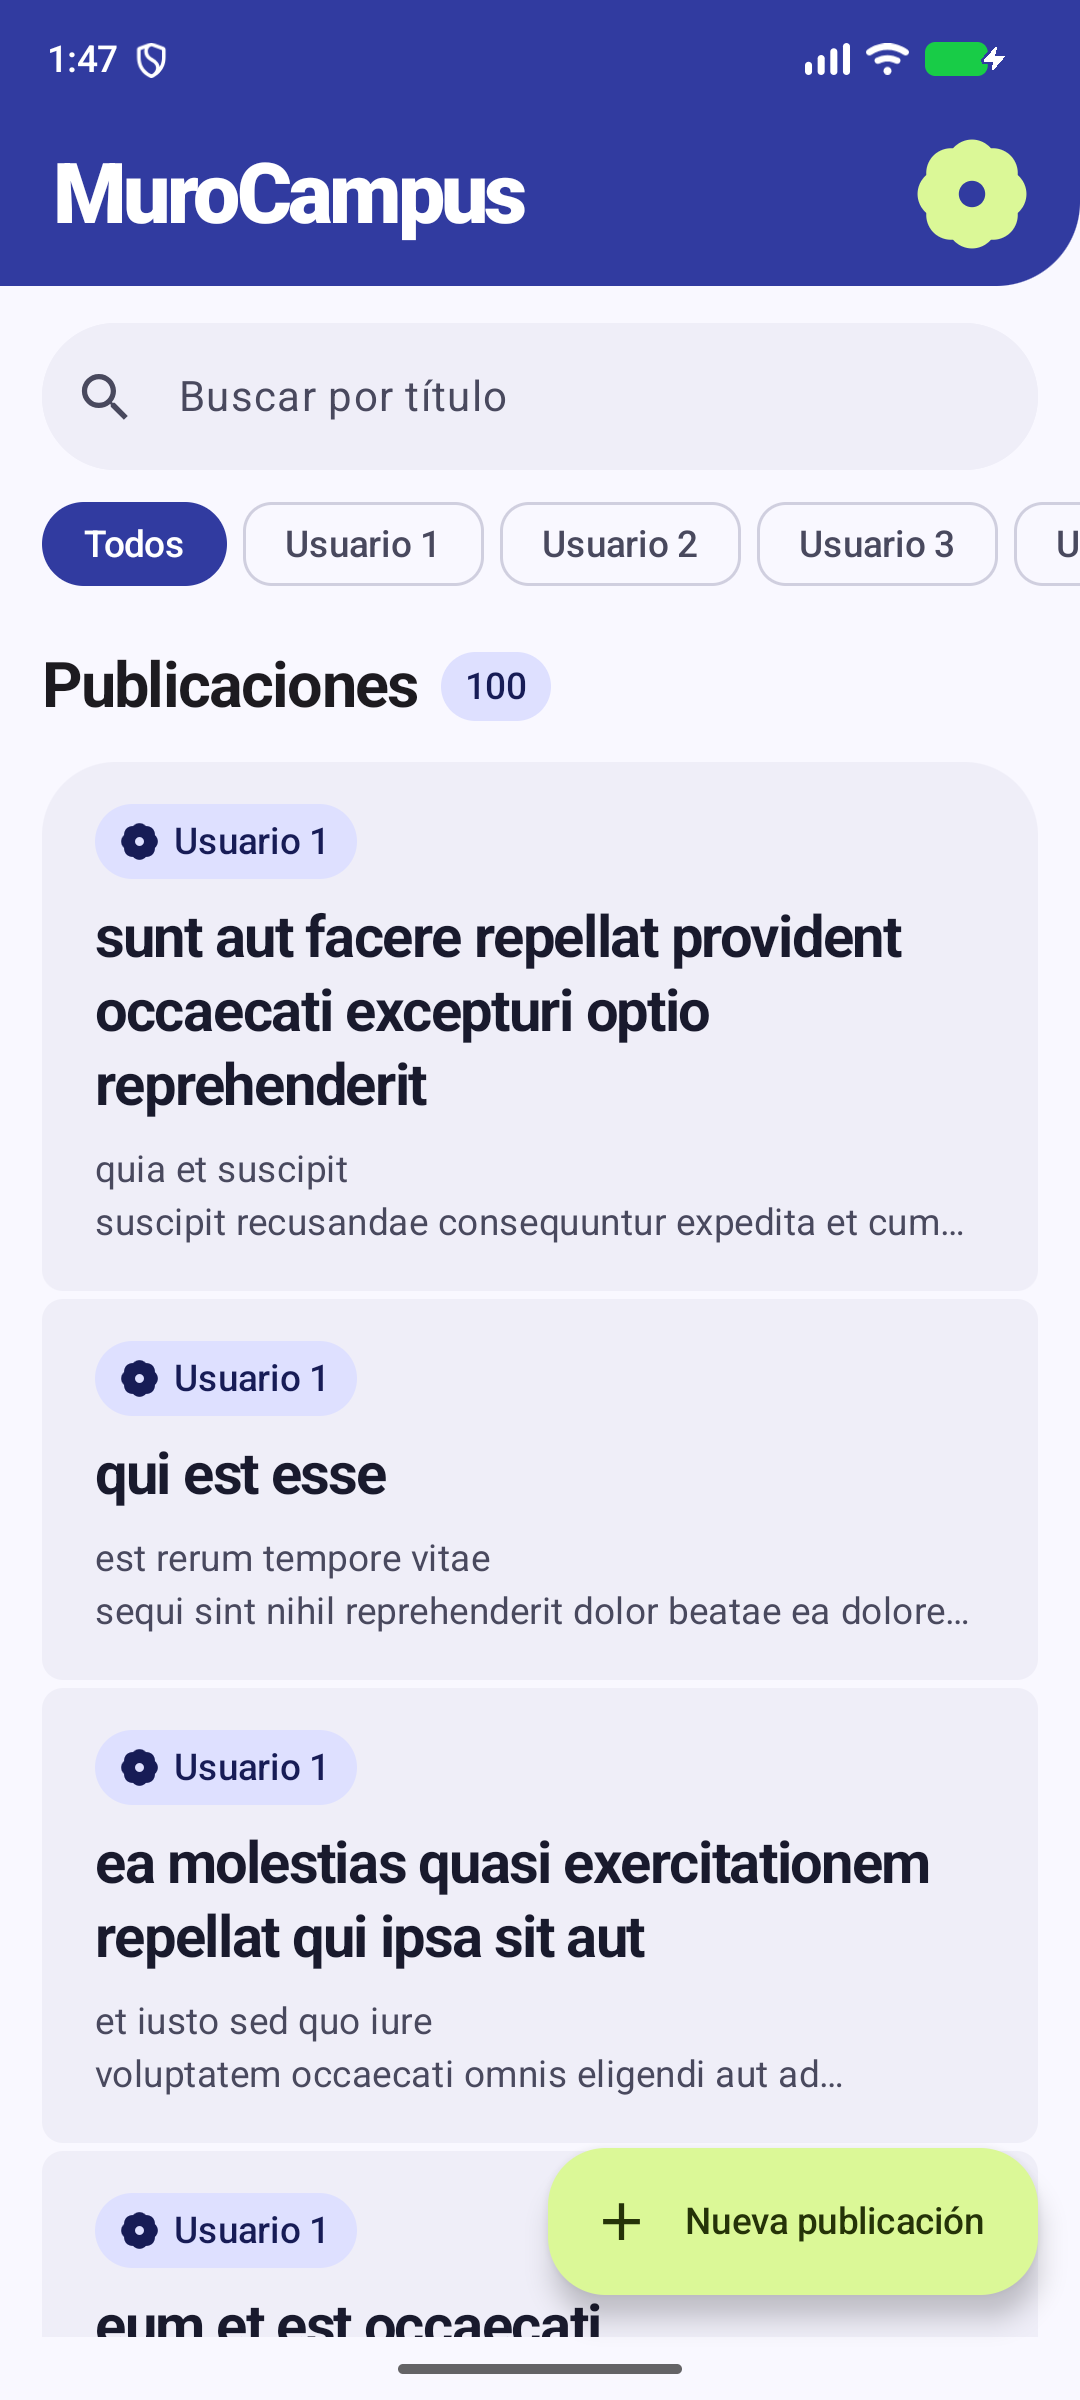 1:47
MuroCampus
Buscar por título
Todos
Usuario 1
Usuario 2
Usuario 3
U
Publicaciones
100
Usuario 1
sunt aut facere repellat provident
occaecati excepturi optio
reprehenderit
quia et suscipit
suscipit recusandae consequuntur expedita et cum…
Usuario 1
qui est esse
est rerum tempore vitae
sequi sint nihil reprehenderit dolor beatae ea dolore…
Usuario 1
ea molestias quasi exercitationem
repellat qui ipsa sit aut
et iusto sed quo iure
voluptatem occaecati omnis eligendi aut ad…
Usuario 1
Nueva publicación
eum et est occaecati